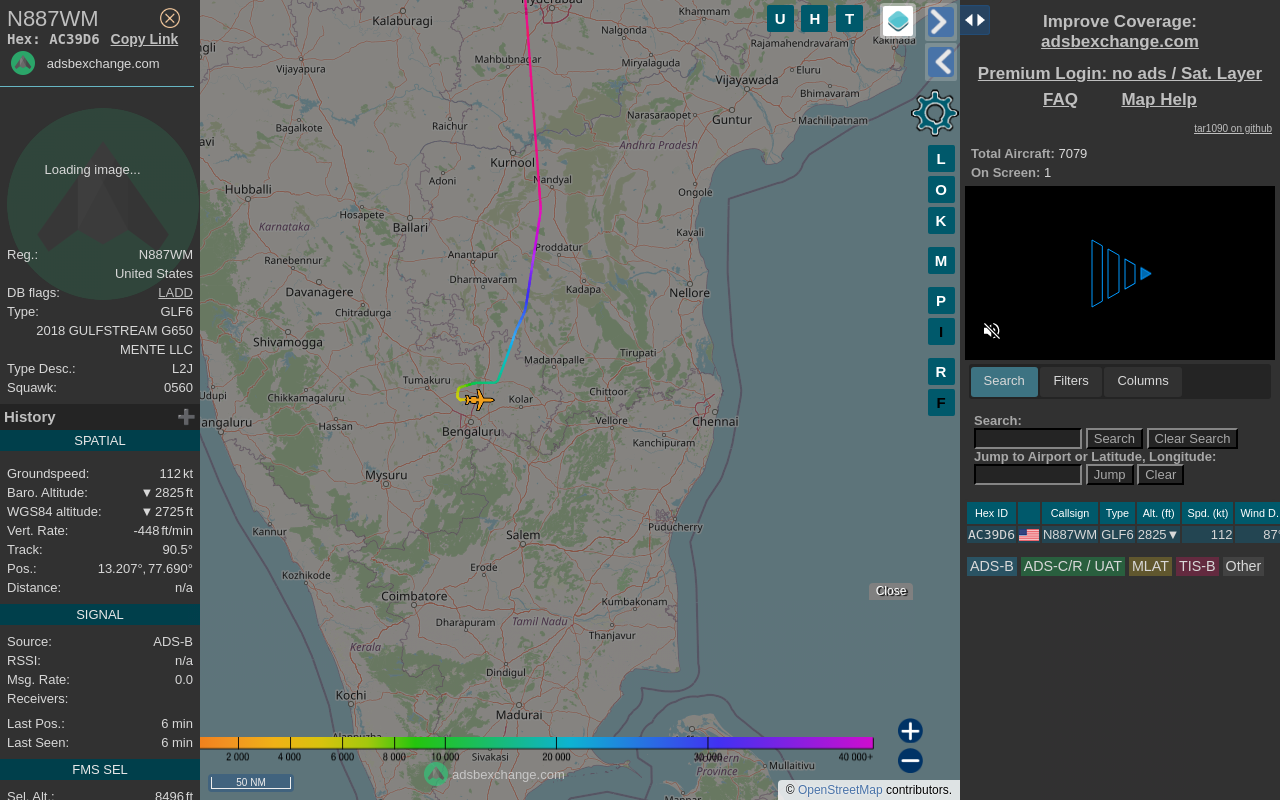 N887WM
Hex: AC39D6 Copy Link
adsbexchange.com
Loading image...
Reg.: N887WM
United States
DB flags: LADD
Type: GLF6
2018 GULFSTREAM G650
MENTE LLC
Type Desc.: L2J
Squawk: 0560
History
SPATIAL
Groundspeed: 112 kt
Baro. Altitude: ▼ 2825 ft
WGS84 altitude: ▼ 2725 ft
Vert. Rate: -448 ft/min
Track: 90.5°
Pos.: 13.207°, 77.690°
Distance: n/a
SIGNAL
Source: ADS-B
RSSI: n/a
Msg. Rate: 0.0
Receivers:
Last Pos.: 6 min
Last Seen: 6 min
FMS SEL
Sel. Alt.: 8496 ft
Hyderabad
Khammam
Kalaburagi
Nalgonda
Rajamahendravaram
Kakinada
Mahbubnagar
Miryalaguda
Vijayapura
Vijayawada
Eluru
Bhimavaram
Bagalkote
Raichur
Narasaraopet
Guntur
Machilipatnam
Andhra Pradesh
Kurnool
Adoni
Nandyal
Hubballi
Ongole
Hosapete
Karnataka
Ballari
Kavali
Proddatur
Anantapur
Ranebennur
Dharmavaram
Kadapa
Davanagere
Nellore
Chitradurga
Shivamogga
Madanapalle
Tirupati
Tumakuru
Chittoor
Udupi
Chikkamagaluru
Kolar
angaluru
Hassan
Bengaluru
Vellore
Chennai
Kanchipuram
Mysuru
Kannur
Salem
Puducherry
Kozhikode
Erode
Coimbatore
Kumbakonam
Dharapuram
Tamil Nadu
Thanjavur
Kerala
Dindigul
Kochi
Madurai
Alappuzha
Sivakasi
Northern
Province
Mullaitivu
Mannar
2 000 4 000 6 000 8 000 10 000 20 000 30 000 40 000+
adsbexchange.com
50 NM
© OpenStreetMap contributors.
Close
U H T
L
O
K
M
P
I
R
F
Improve Coverage:
adsbexchange.com
Premium Login: no ads / Sat. Layer
FAQ Map Help
tar1090 on github
Total Aircraft: 7079
On Screen: 1
Search Filters Columns
Search:
Search Clear Search
Jump to Airport or Latitude, Longitude:
Jump Clear
Hex ID Callsign Type Alt. (ft) Spd. (kt) Wind D.
AC39D6 N887WM GLF6 2825▼ 112 87°
ADS-B ADS-C/R / UAT MLAT TIS-B Other